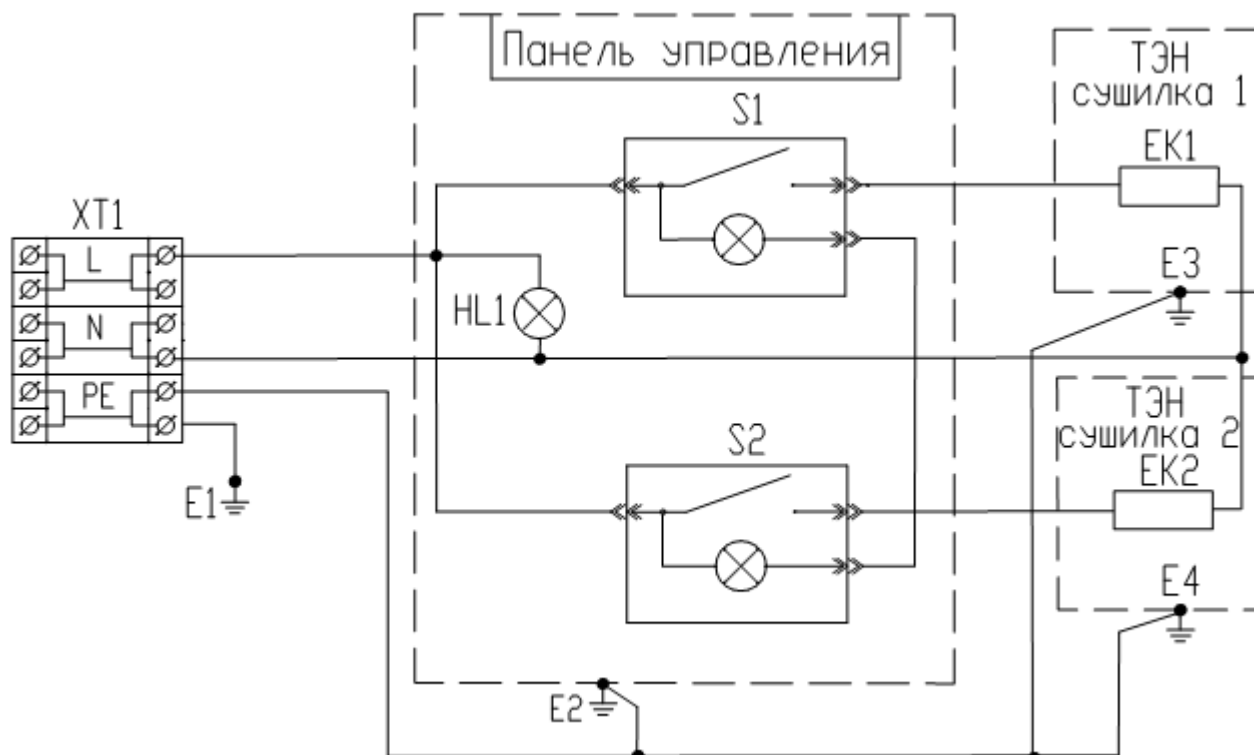 Панель управления
ТЭН
сушилка 1
S1
EK1
XT1
L
E3
HL1
N
PE
ТЭН
сушилка 2
S2
EK2
E1
E4
E2